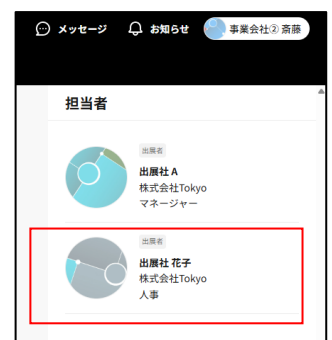 メッセージ お知らせ 事業会社② 斎藤
担当者
出展者
出展社 A
株式会社Tokyo
マネージャー
出展者
出展社 花子
株式会社Tokyo
人事